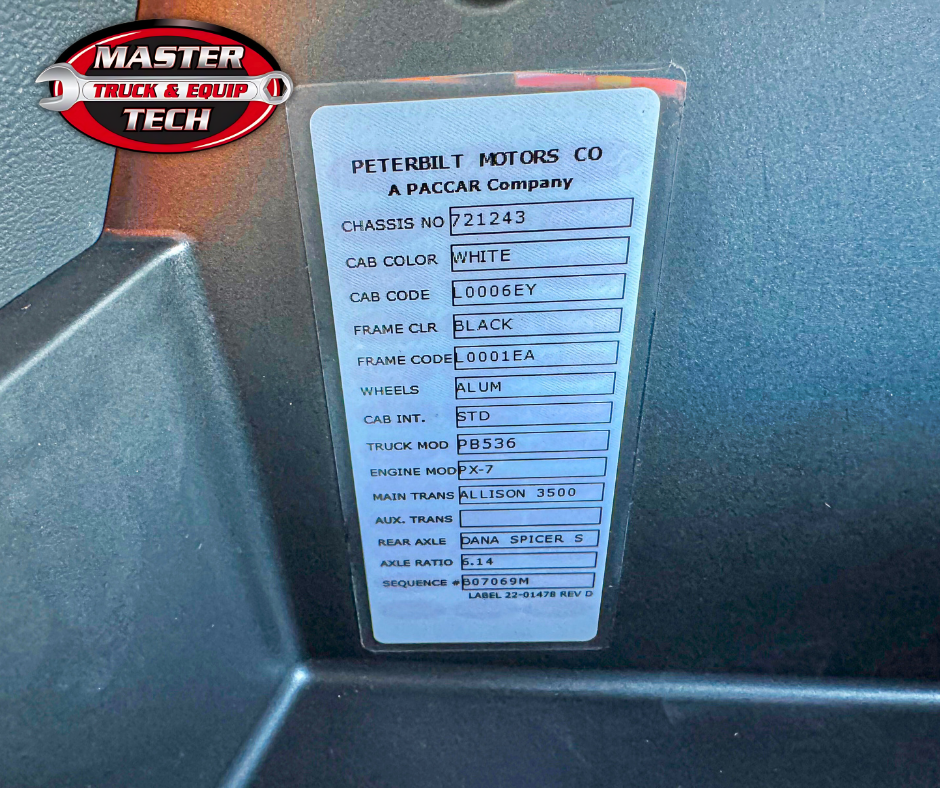 MASTER
TRUCK & EQUIP
TECH
PETERBILT MOTORS CO
A PACCAR Company
CHASSIS NO 721243
CAB COLOR WHITE
CAB CODE L0006EY
FRAME CLR BLACK
FRAME CODE L0001EA
WHEELS ALUM
CAB INT. STD
TRUCK MOD PB536
ENGINE MOD PX-7
MAIN TRANS ALLISON 3500
AUX. TRANS
REAR AXLE DANA SPICER S
AXLE RATIO 6.14
SEQUENCE # B07069M
LABEL 22-01478 REV D